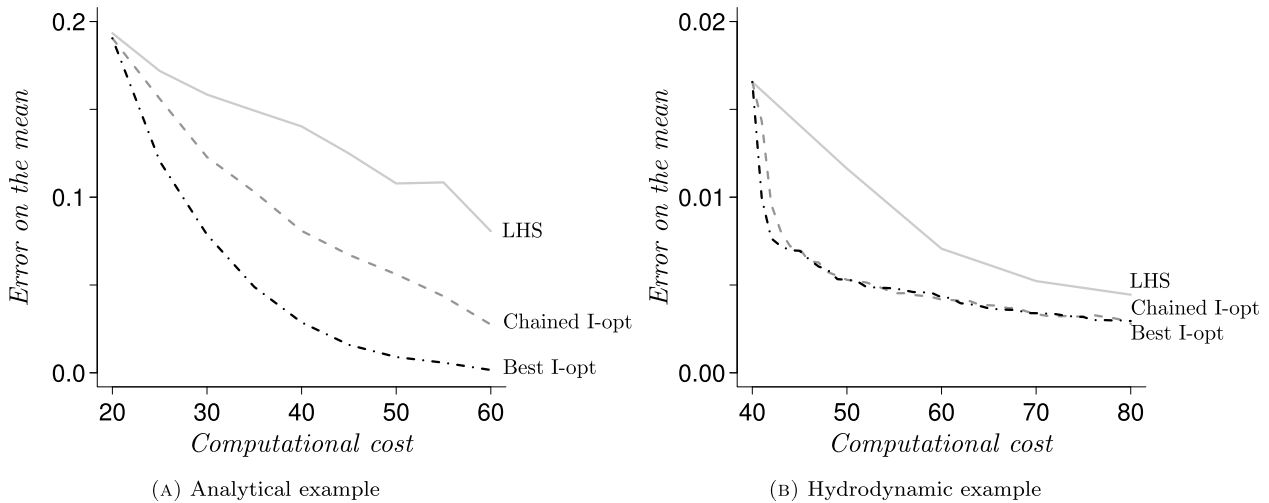 Error on the mean
0.2
0.1
0.0
20 30 40 50 60
Computational cost
LHS
Chained I-opt
Best I-opt
(A) Analytical example
Error on the mean
0.02
0.01
0.00
40 50 60 70 80
Computational cost
LHS
Chained I-opt
Best I-opt
(B) Hydrodynamic example